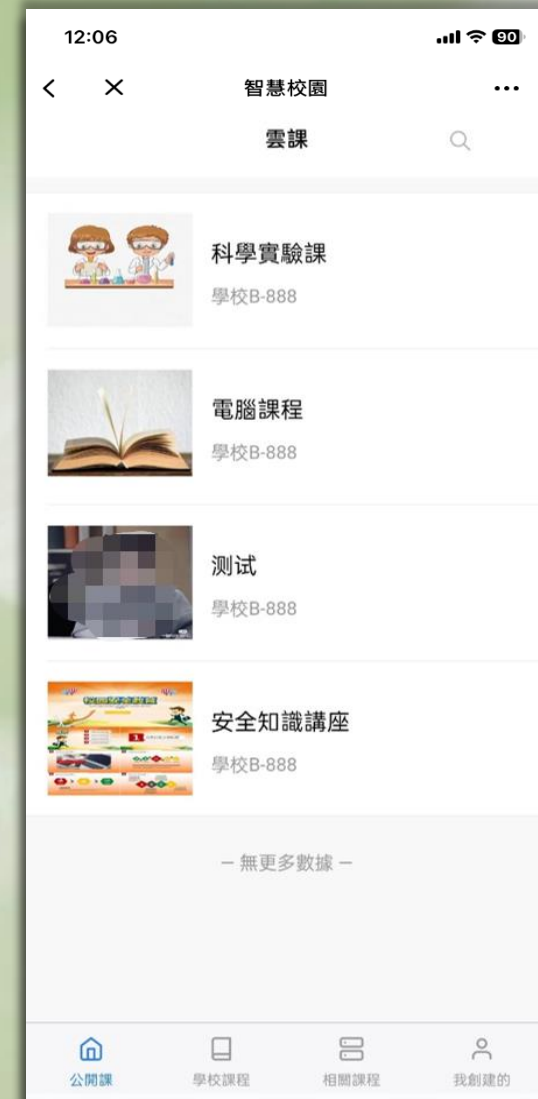 12:06
90
智慧校園
雲課
科學實驗課
學校B-888
電腦課程
學校B-888
测试
學校B-888
安全知識講座
學校B-888
– 無更多數據 –
公開課
學校課程
相關課程
我創建的